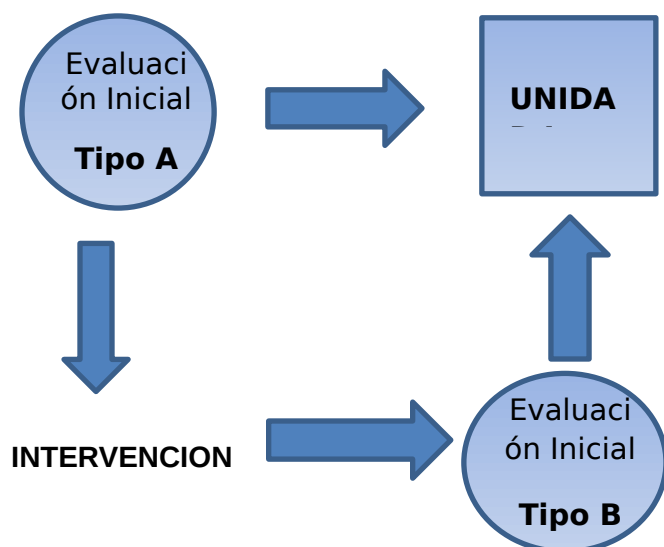 Evaluaci
ón Inicial
Tipo A
UNIDA
INTERVENCION
Evaluaci
ón Inicial
Tipo B